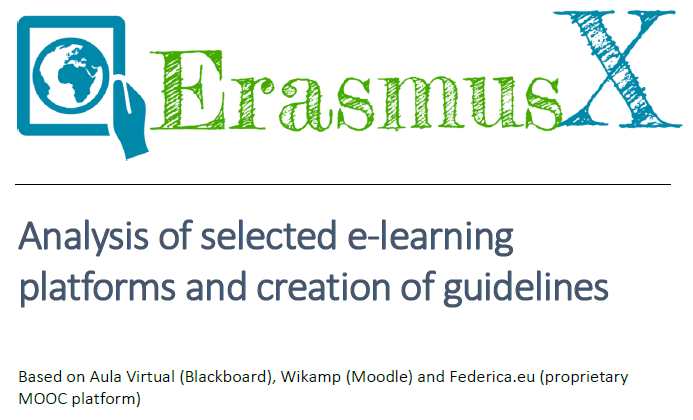 ErasmusX
Analysis of selected e-learning
platforms and creation of guidelines
Based on Aula Virtual (Blackboard), Wikamp (Moodle) and Federica.eu (proprietary
MOOC platform)